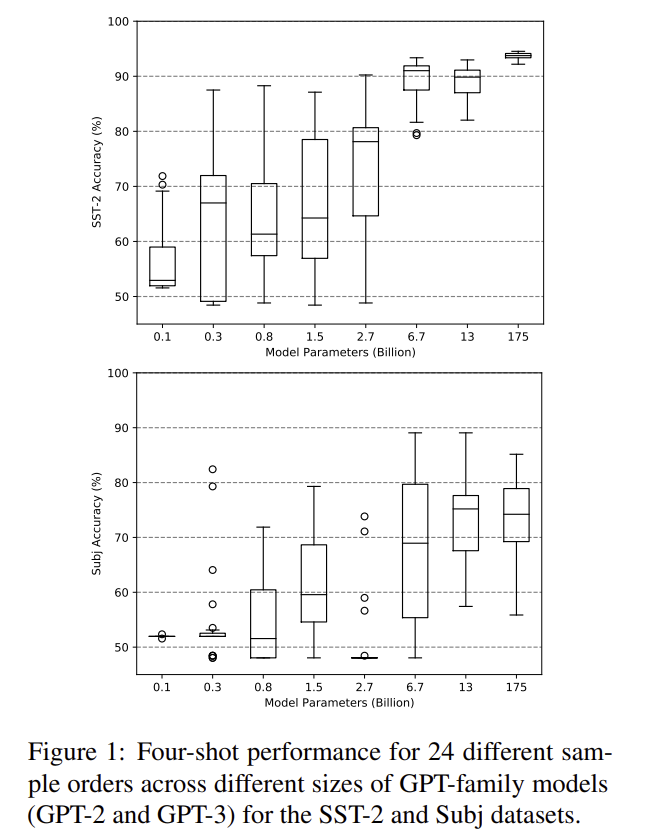 100
90
80
70
60
50
SST-2 Accuracy (%)
0.1 0.3 0.8 1.5 2.7 6.7 13 175
Model Parameters (Billion)
100
90
80
70
60
50
Subj Accuracy (%)
0.1 0.3 0.8 1.5 2.7 6.7 13 175
Model Parameters (Billion)
Figure 1: Four-shot performance for 24 different sam-
ple orders across different sizes of GPT-family models
(GPT-2 and GPT-3) for the SST-2 and Subj datasets.